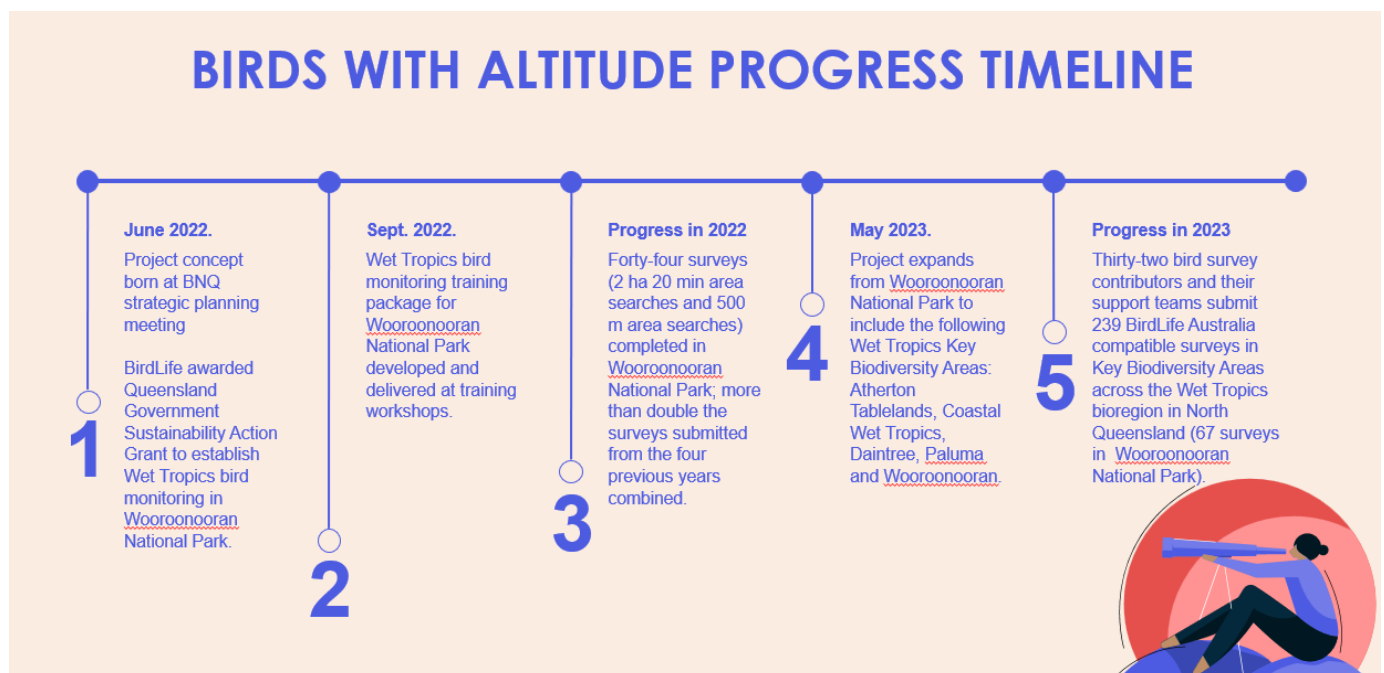 BIRDS WITH ALTITUDE PROGRESS TIMELINE
June 2022.
Project concept
born at BNQ
strategic planning
meeting
BirdLife awarded
Queensland
Government
Sustainability Action
Grant to establish
Wet Tropics bird
monitoring in
Wooroonooran
National Park.
1
Sept. 2022.
Wet Tropics bird
monitoring training
package for
Wooroonooran
National Park
developed and
delivered at training
workshops.
2
Progress in 2022
Forty-four surveys
(2 ha 20 min area
searches and 500
m area searches)
completed in
Wooroonooran
National Park; more
than double the
surveys submitted
from the four
previous years
combined.
3
May 2023.
Project expands
from Wooroonooran
National Park to
include the following
Wet Tropics Key
Biodiversity Areas:
Atherton
Tablelands, Coastal
Wet Tropics,
Daintree, Paluma
and Wooroonooran.
4
Progress in 2023
Thirty-two bird survey
contributors and their
support teams submit
239 BirdLife Australia
compatible surveys in
Key Biodiversity Areas
across the Wet Tropics
bioregion in North
Queensland (67 surveys
in Wooroonooran
National Park).
5